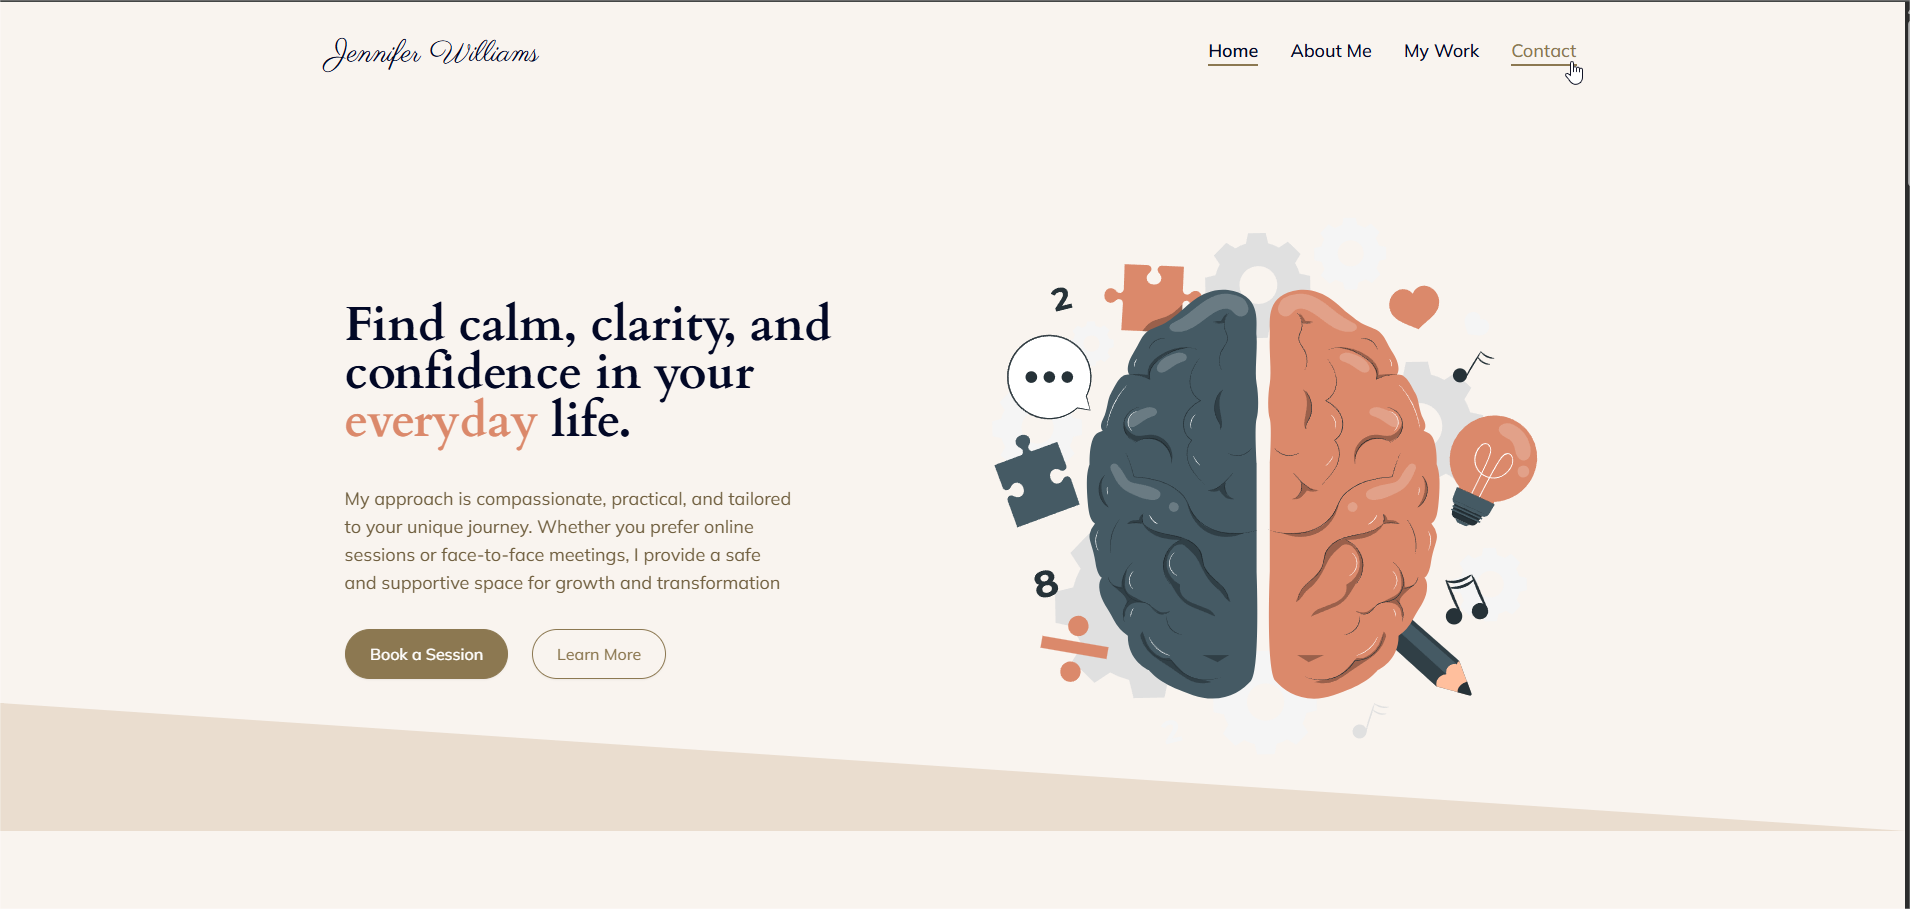 Jennifer Williams
Home About Me My Work Contact
Find calm, clarity, and
confidence in your
everyday life.
My approach is compassionate, practical, and tailored
to your unique journey. Whether you prefer online
sessions or face-to-face meetings, I provide a safe
and supportive space for growth and transformation
Book a Session Learn More
2
8